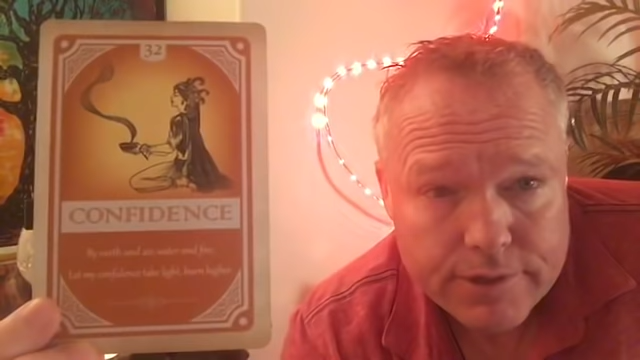 32
CONFIDENCE
By earth and air, water and fire,
Let my confidence take light, burn higher